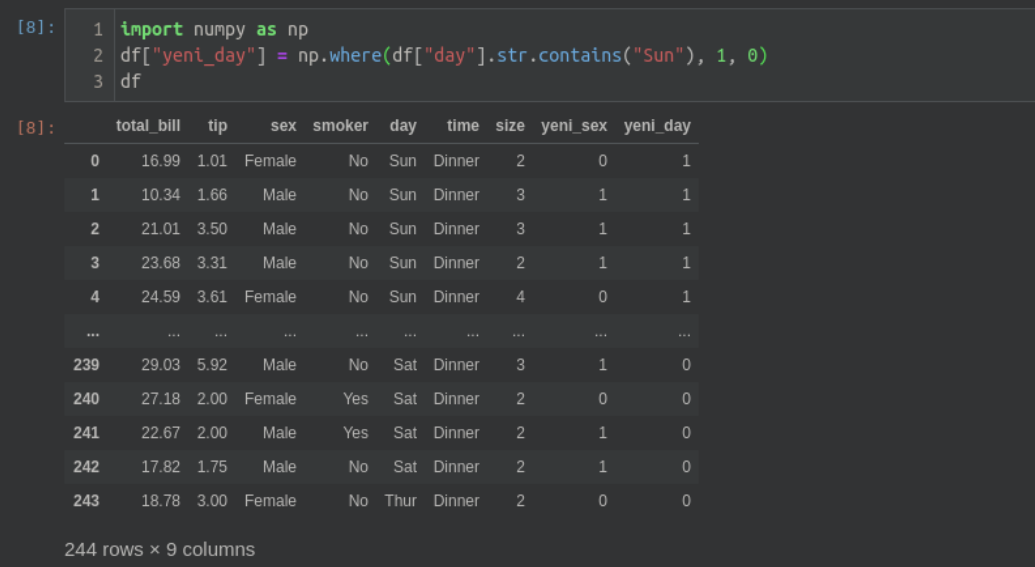 [8]:
1 import numpy as np
2 df["yeni_day"] = np.where(df["day"].str.contains("Sun"), 1, 0)
3 df
[8]:
total_bill tip sex smoker day time size yeni_sex yeni_day
0 16.99 1.01 Female No Sun Dinner 2 0 1
1 10.34 1.66 Male No Sun Dinner 3 1 1
2 21.01 3.50 Male No Sun Dinner 3 1 1
3 23.68 3.31 Male No Sun Dinner 2 1 1
4 24.59 3.61 Female No Sun Dinner 4 0 1
... ... ... ... ... ... ... ... ... ...
239 29.03 5.92 Male No Sat Dinner 3 1 0
240 27.18 2.00 Female Yes Sat Dinner 2 0 0
241 22.67 2.00 Male Yes Sat Dinner 2 1 0
242 17.82 1.75 Male No Sat Dinner 2 1 0
243 18.78 3.00 Female No Thur Dinner 2 0 0
244 rows × 9 columns